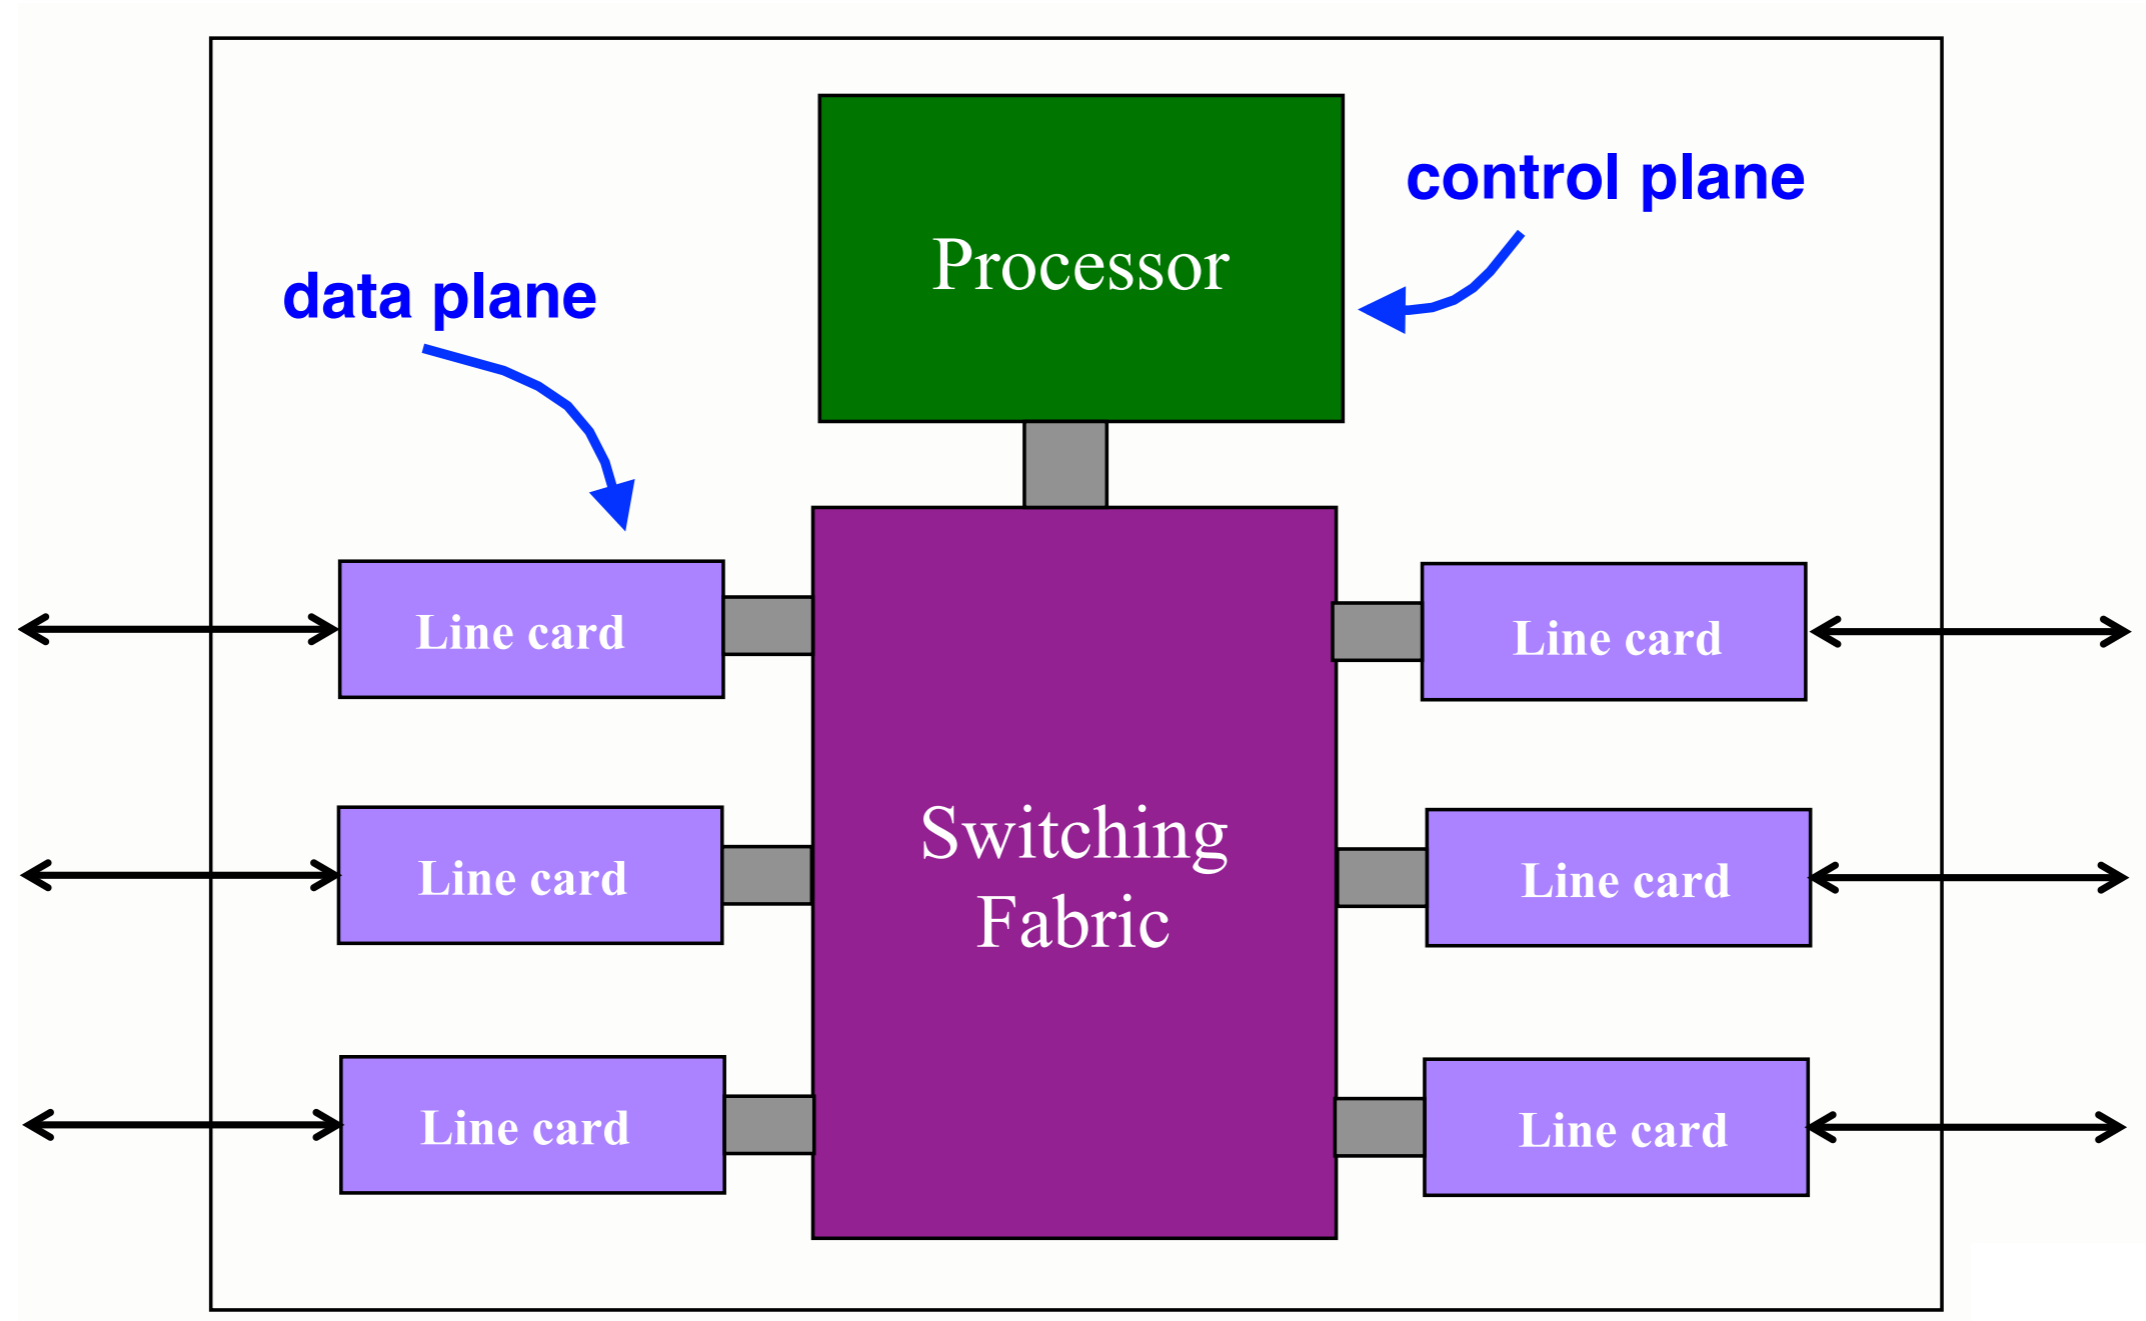 control plane
Processor
data plane
Line card
Line card
Line card
Line card
Switching
Fabric
Line card
Line card